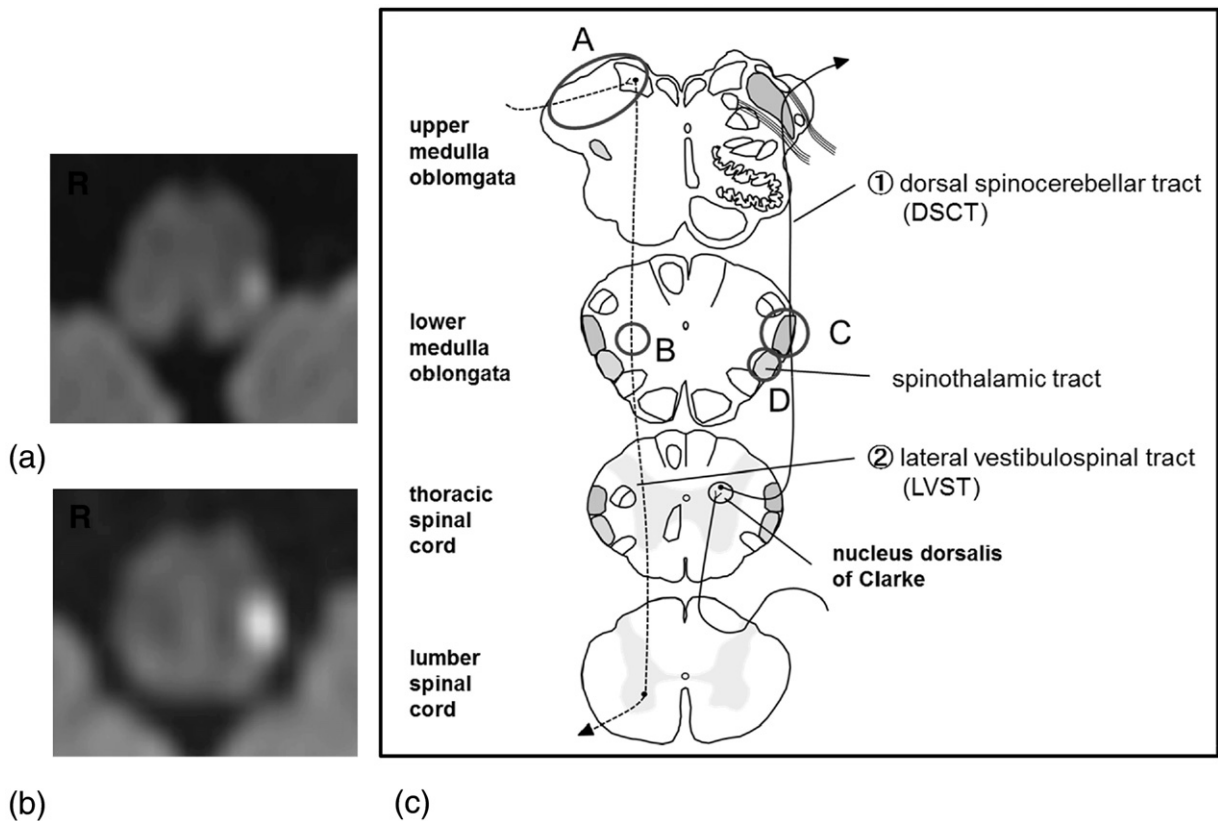 R
(a)
R
(b)
A
upper
medulla
oblomgata
① dorsal spinocerebellar tract
(DSCT)
lower
medulla
oblongata
B
C
D
spinothalamic tract
② lateral vestibulospinal tract
(LVST)
thoracic
spinal
cord
nucleus dorsalis
of Clarke
lumber
spinal
cord
(c)